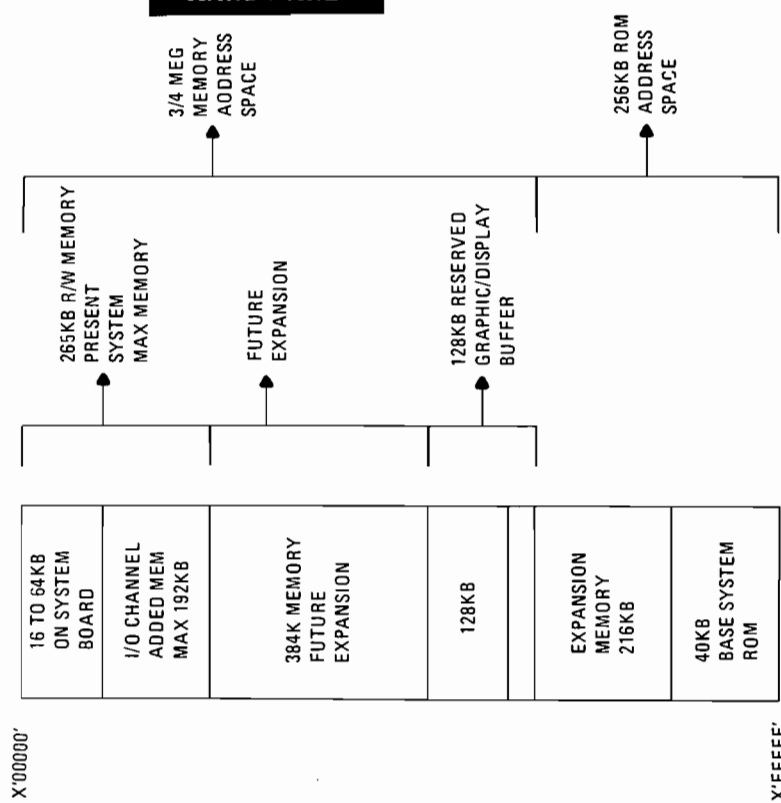 X'00000'
16 TO 64KB
ON SYSTEM
BOARD
I/O CHANNEL
ADDED MEM
MAX 192KB
384K MEMORY
FUTURE
EXPANSION
128KB
EXPANSION
MEMORY
216KB
40KB
BASE SYSTEM
ROM
X'FFFFF'
265KB R/W MEMORY
PRESENT
SYSTEM
MAX MEMORY
FUTURE
EXPANSION
128KB RESERVED
GRAPHIC/DISPLAY
BUFFER
3/4 MEG
MEMORY
ADDRESS
SPACE
256KB ROM
ADDRESS
SPACE